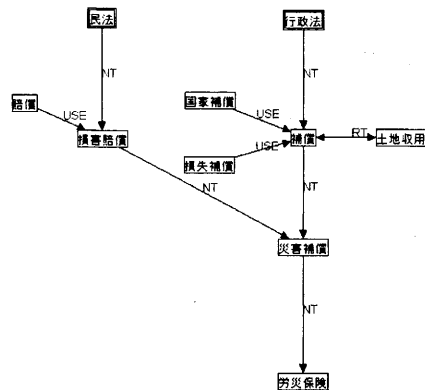 民法
行政法
NT
NT
賠償
国家補償
USE
USE
損害賠償
補償
RT
土地収用
USE
損失補償
NT
NT
災害補償
NT
労災保険